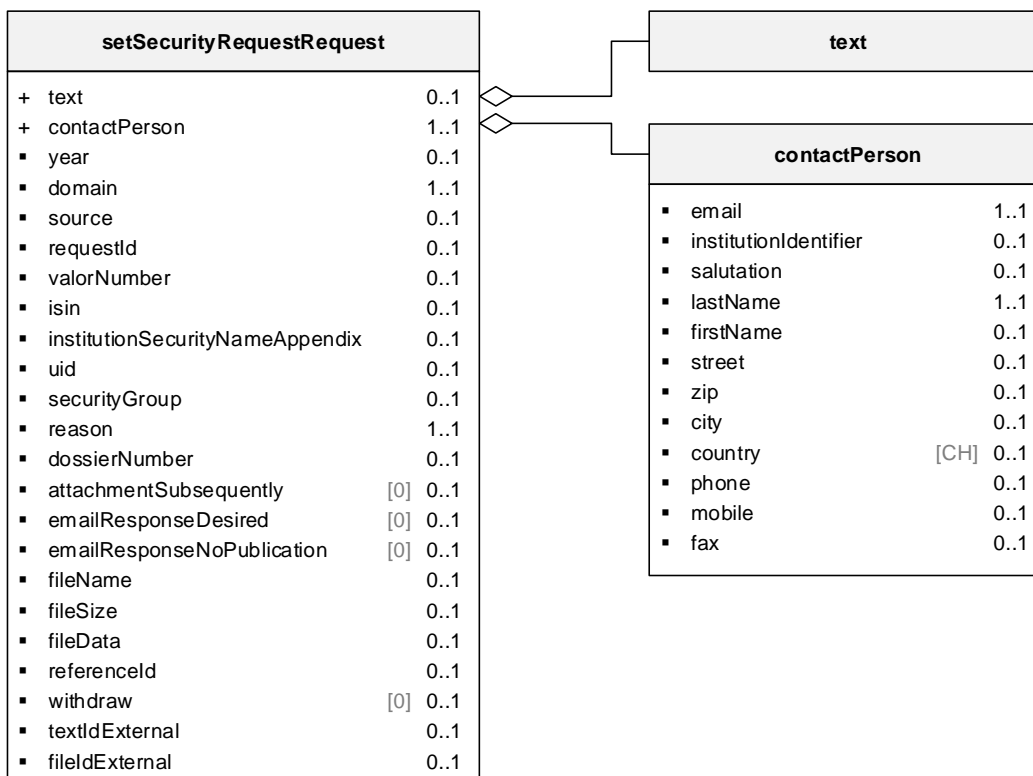 setSecurityRequestRequest
+ text 0..1
+ contactPerson 1..1
▪ year 0..1
▪ domain 1..1
▪ source 0..1
▪ requestId 0..1
▪ valorNumber 0..1
▪ isin 0..1
▪ institutionSecurityNameAppendix 0..1
▪ uid 0..1
▪ securityGroup 0..1
▪ reason 1..1
▪ dossierNumber 0..1
▪ attachmentSubsequently [0] 0..1
▪ emailResponseDesired [0] 0..1
▪ emailResponseNoPublication [0] 0..1
▪ fileName 0..1
▪ fileSize 0..1
▪ fileData 0..1
▪ referenceId 0..1
▪ withdraw [0] 0..1
▪ textIdExternal 0..1
▪ fileIdExternal 0..1
text
contactPerson
▪ email 1..1
▪ institutionIdentifier 0..1
▪ salutation 0..1
▪ lastName 1..1
▪ firstName 0..1
▪ street 0..1
▪ zip 0..1
▪ city 0..1
▪ country [CH] 0..1
▪ phone 0..1
▪ mobile 0..1
▪ fax 0..1